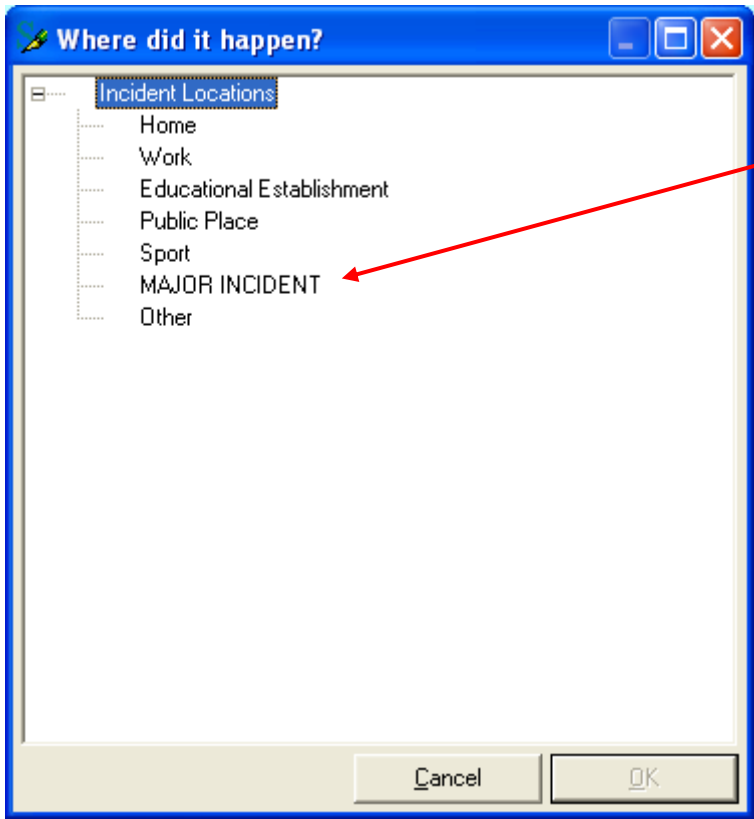 Where did it happen?
Incident Locations
Home
Work
Educational Establishment
Public Place
Sport
MAJOR INCIDENT
Other
Cancel
OK